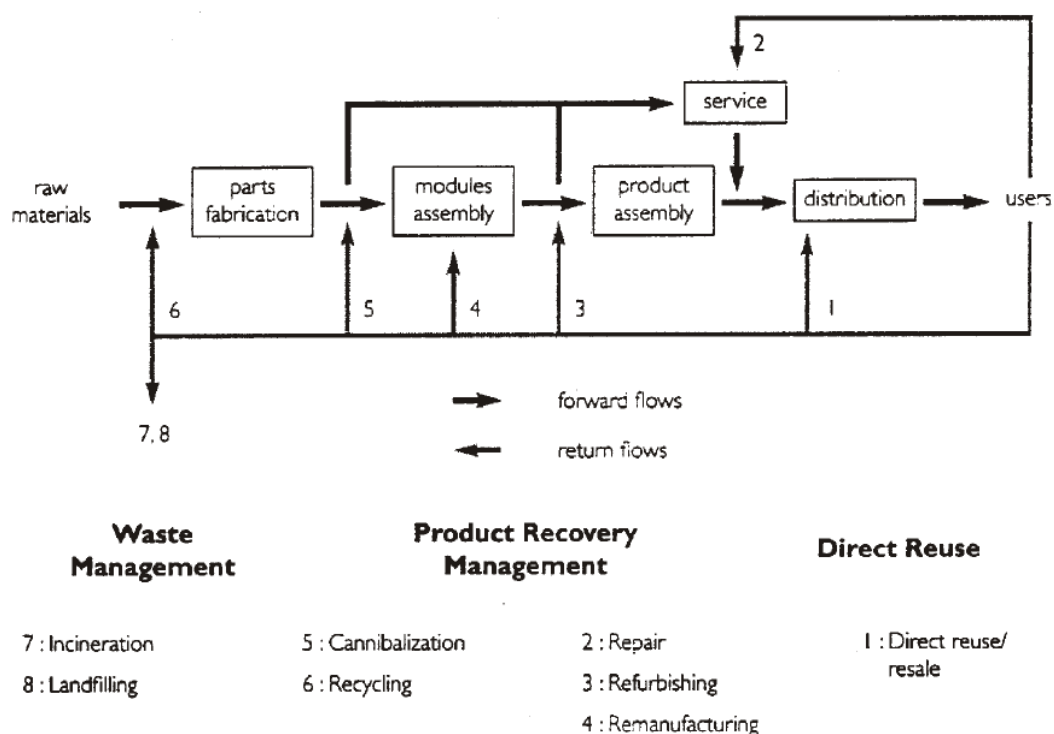 2
service
raw
materials
parts
fabrication
modules
assembly
product
assembly
distribution
users
6
5
4
3
1
7, 8
forward flows
return flows
Waste
Management
Product Recovery
Management
Direct Reuse
7 : Incineration
8 : Landfilling
5 : Cannibalization
6 : Recycling
2 : Repair
3 : Refurbishing
4 : Remanufacturing
1 : Direct reuse/
resale